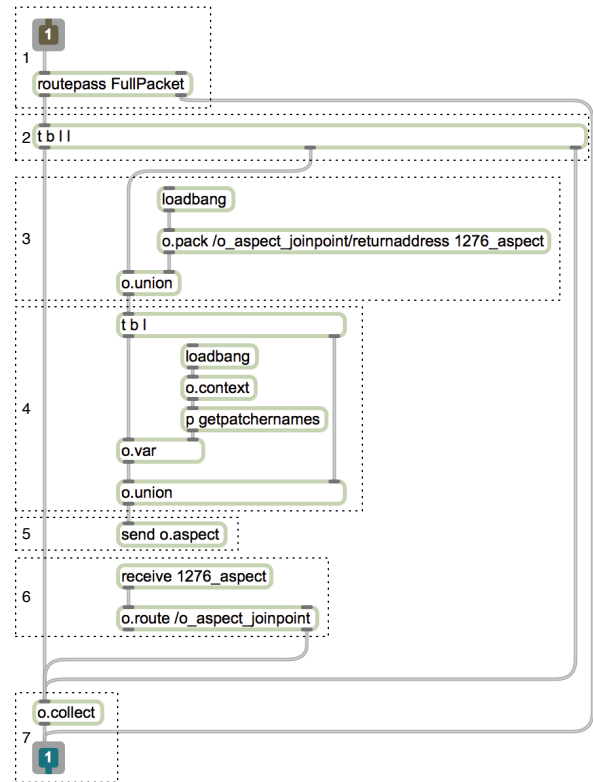 1
1
routepass FullPacket
2
t b l l
loadbang
3
o.pack /o_aspect_joinpoint/returnaddress 1276_aspect
o.union
t b l
loadbang
o.context
4
p getpatchernames
o.var
o.union
5
send o.aspect
receive 1276_aspect
6
o.route /o_aspect_joinpoint
o.collect
7
1